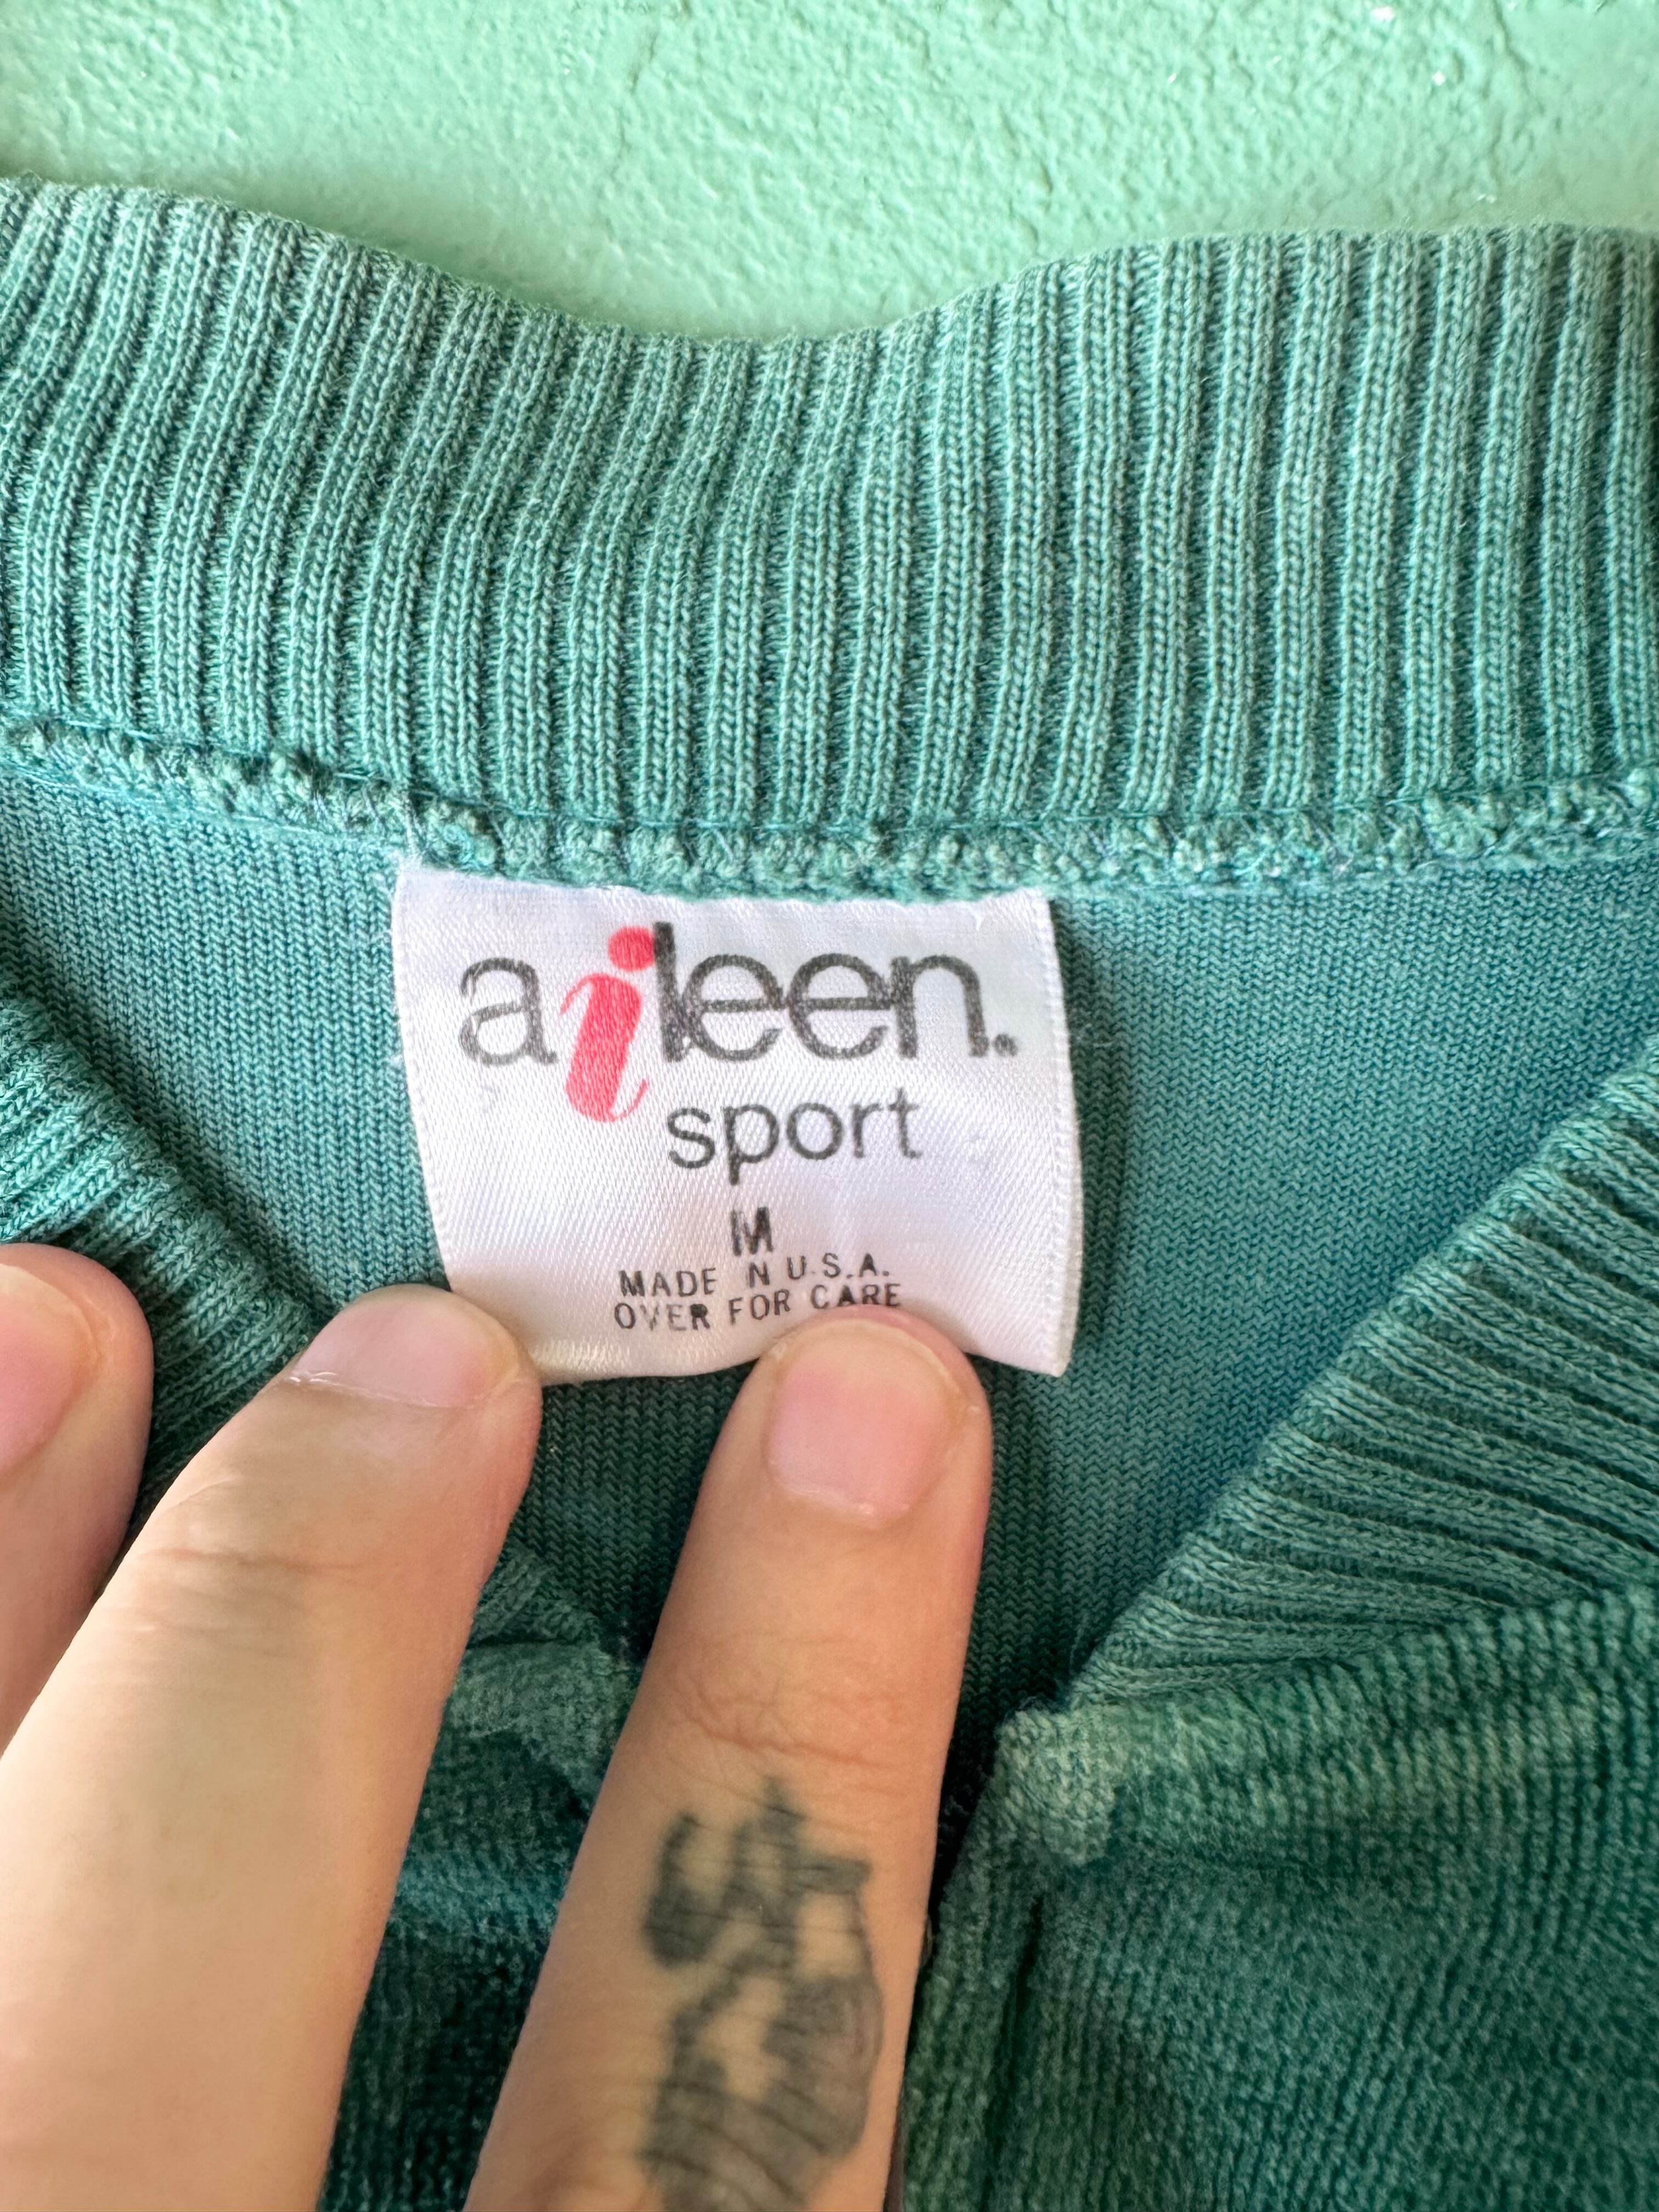 aileen.
sport
M
MADE IN U.S.A.
OVER FOR CARE